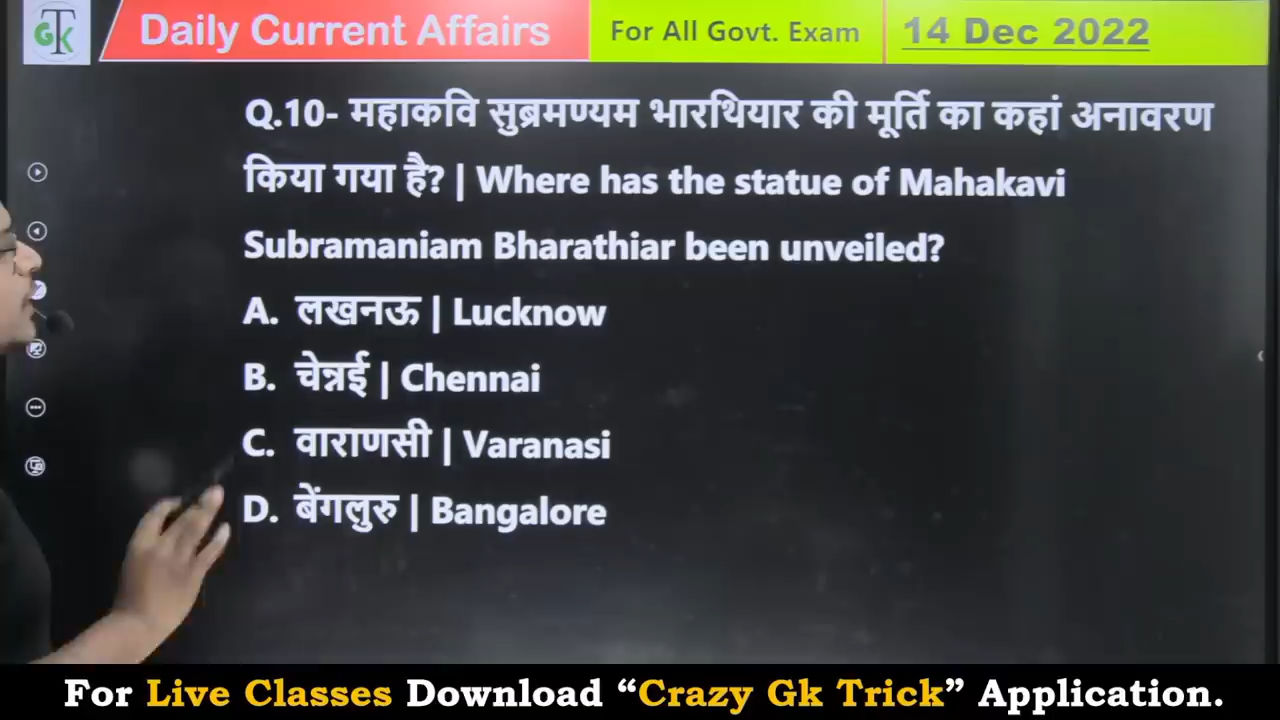 GTK
Daily Current Affairs
For All Govt. Exam
14 Dec 2022
Q.10- महाकवि सुब्रमण्यम भारथियार की मूर्ति का कहां अनावरण
किया गया है? | Where has the statue of Mahakavi
Subramaniam Bharathiar been unveiled?
A. लखनऊ | Lucknow
B. चेन्नई | Chennai
C. वाराणसी | Varanasi
D. बेंगलुरु | Bangalore
For Live Classes Download “Crazy Gk Trick” Application.